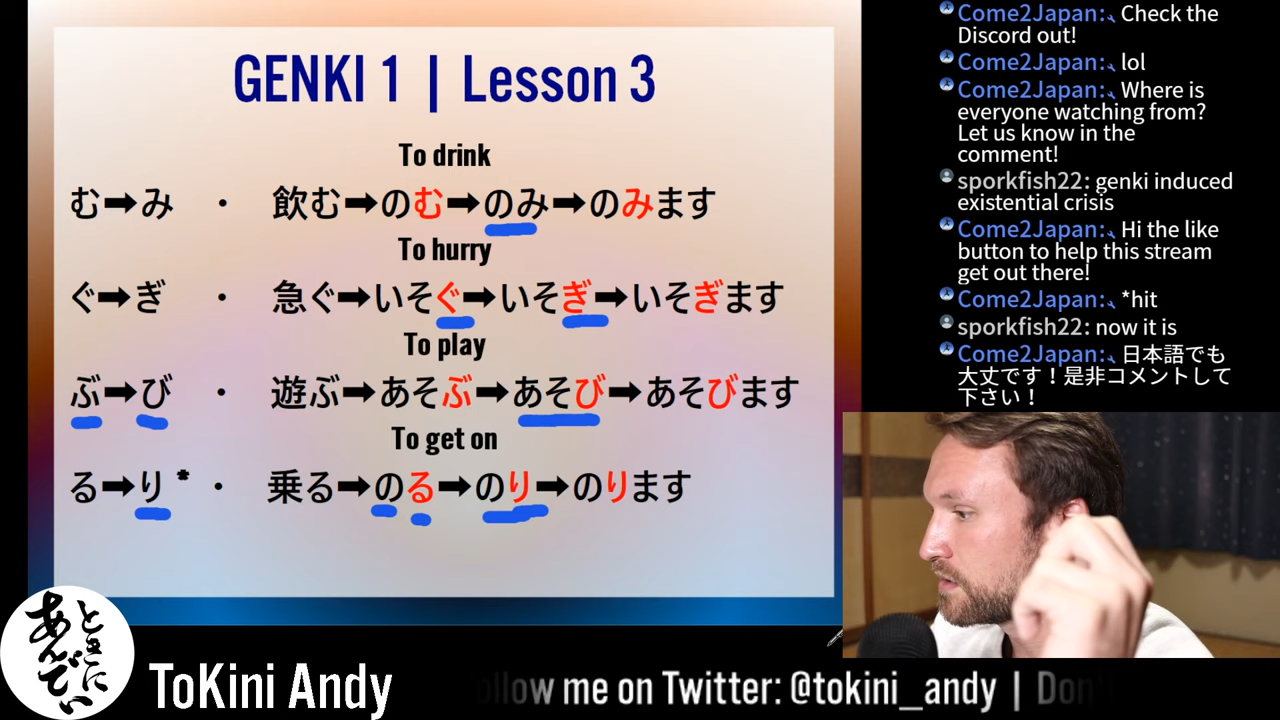 GENKI 1 | Lesson 3
To drink
む➡み ・ 飲む➡のむ➡のみ➡のみます
To hurry
ぐ➡ぎ ・ 急ぐ➡いそぐ➡いそぎ➡いそぎます
To play
ぶ➡び ・ 遊ぶ➡あそぶ➡あそび➡あそびます
To get on
る➡り* ・ 乗る➡のる➡のり➡のります
Come2Japan: Check the
Discord out!
Come2Japan: lol
Come2Japan: Where is
everyone watching from?
Let us know in the
comment!
sporkfish22: genki induced
existential crisis
Come2Japan: Hi the like
button to help this stream
get out there!
Come2Japan: *hit
sporkfish22: now it is
Come2Japan: 日本語でも
大丈です！是非コメントして
下さい！
ときに
あんでぃ
ToKini Andy
ollow me on Twitter: @tokini_andy | Don'